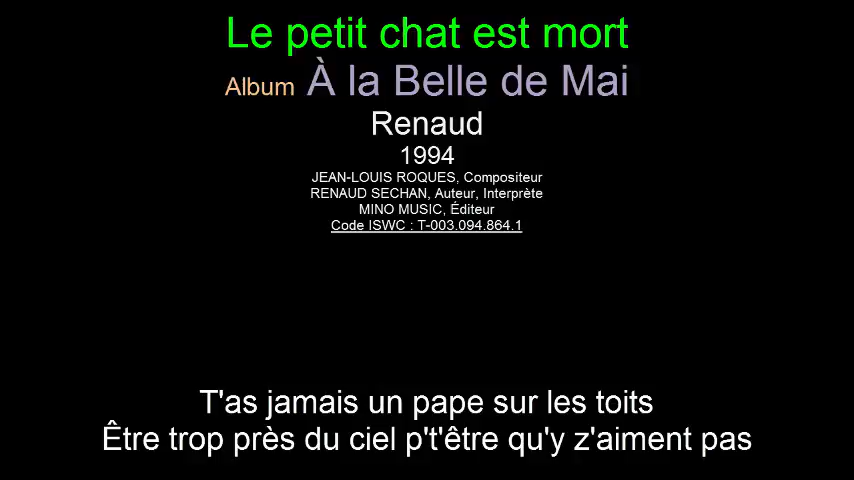 Le petit chat est mort
Album À la Belle de Mai
Renaud
1994
JEAN-LOUIS ROQUES, Compositeur
RENAUD SECHAN, Auteur, Interprète
MINO MUSIC, Éditeur
Code ISWC : T-003.094.864.1
T'as jamais un pape sur les toits
Être trop près du ciel p't'être qu'y z'aiment pas